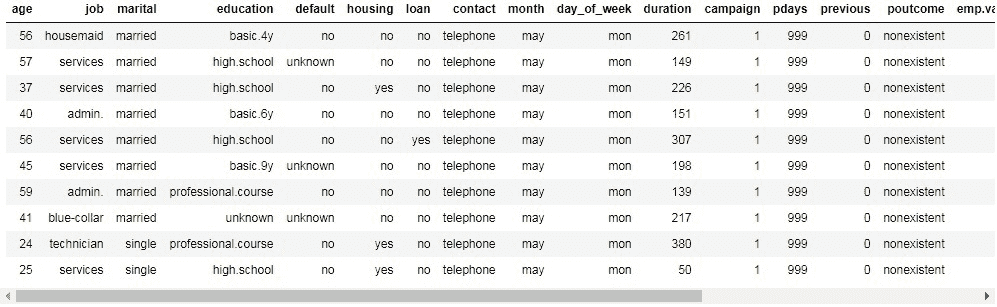 age job marital education default housing loan contact month day_of_week duration campaign pdays previous poutcome emp.va
56 housemaid married basic.4y no no no telephone may mon 261 1 999 0 nonexistent
57 services married high.school unknown no no telephone may mon 149 1 999 0 nonexistent
37 services married high.school no yes no telephone may mon 226 1 999 0 nonexistent
40 admin. married basic.6y no no no telephone may mon 151 1 999 0 nonexistent
56 services married high.school no no yes telephone may mon 307 1 999 0 nonexistent
45 services married basic.9y unknown no no telephone may mon 198 1 999 0 nonexistent
59 admin. married professional.course no no no telephone may mon 139 1 999 0 nonexistent
41 blue-collar married unknown unknown no no telephone may mon 217 1 999 0 nonexistent
24 technician single professional.course no yes no telephone may mon 380 1 999 0 nonexistent
25 services single high.school no yes no telephone may mon 50 1 999 0 nonexistent